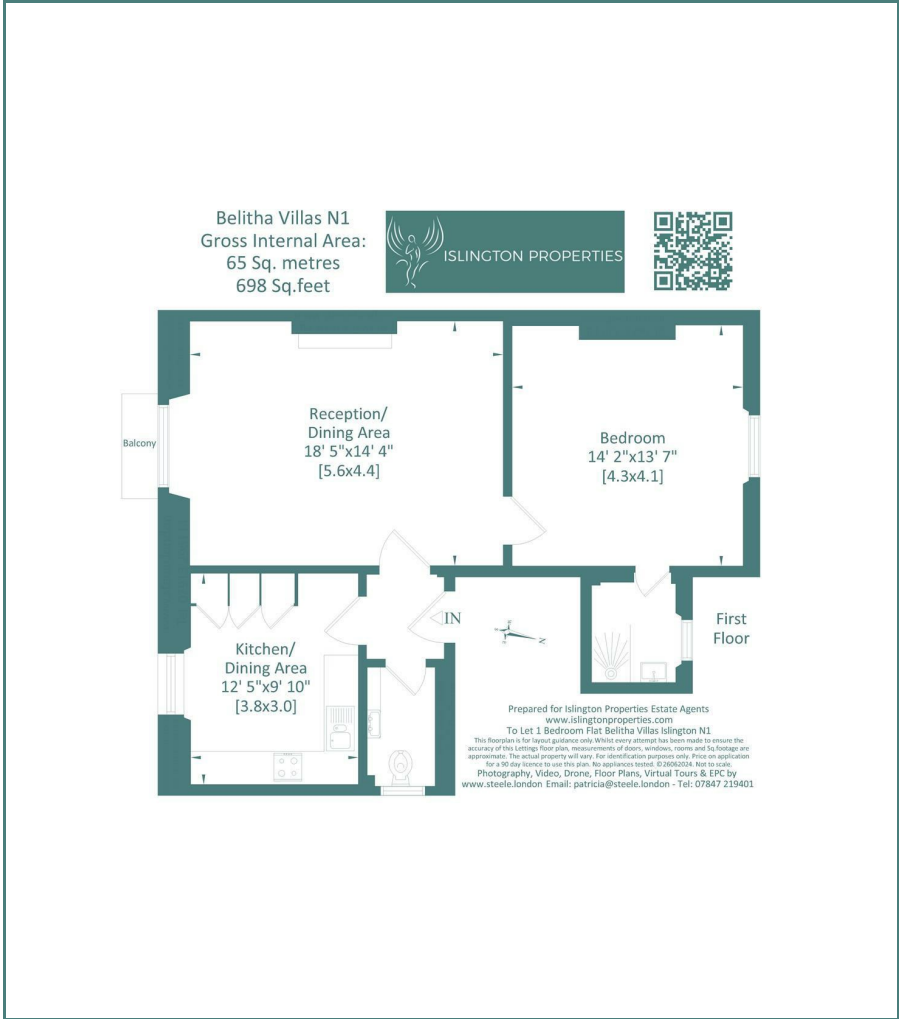 Belitha Villas N1
Gross Internal Area:
65 Sq. metres
698 Sq.feet
ISLINGTON PROPERTIES
Balcony
Reception/
Dining Area
18' 5"x14' 4"
[5.6x4.4]
Bedroom
14' 2"x13' 7"
[4.3x4.1]
IN
N
First
Floor
Kitchen/
Dining Area
12' 5"x9' 10"
[3.8x3.0]
Prepared for Islington Properties Estate Agents
www.islingtonproperties.com
To Let 1 Bedroom Flat Belitha Villas Islington N1
This floorplan is for layout guidance only. Whilst every attempt has been made to ensure the
accuracy of this Lettings floor plan, measurements of doors, windows, rooms and Sq.footage are
approximate. The actual property will vary. For identification purposes only. Price on application
for a 90 day licence to use this plan. No appliances tested. ©26062024. Not to scale.
Photography, Video, Drone, Floor Plans, Virtual Tours & EPC by
www.steele.london Email: patricia@steele.london - Tel: 07847 219401